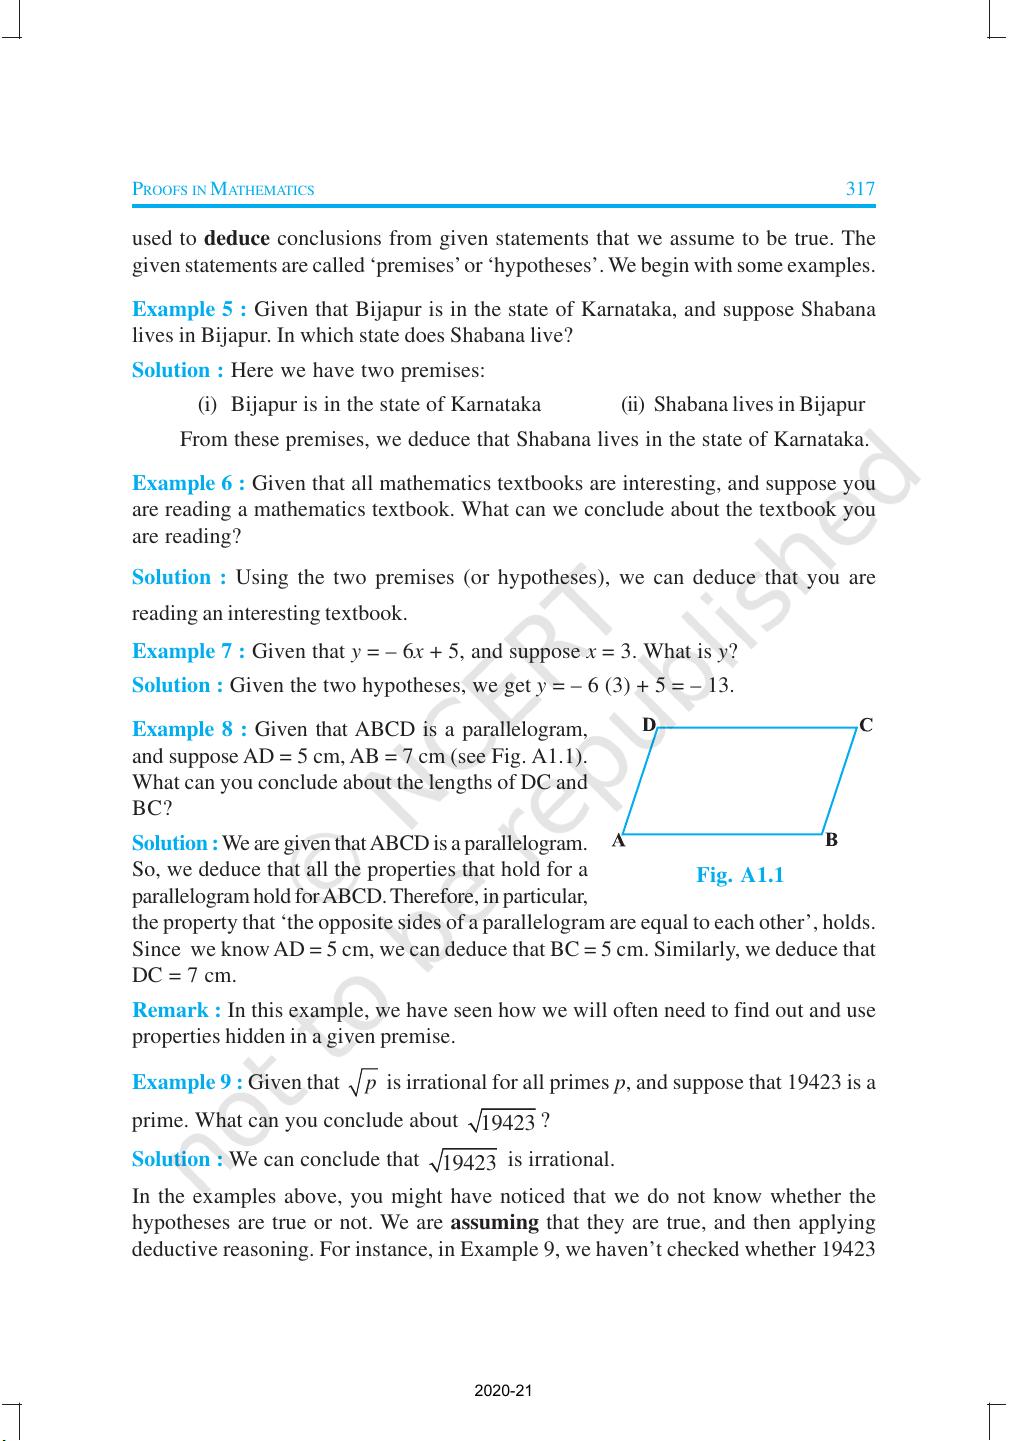 PROOFS IN MATHEMATICS 317
used to deduce conclusions from given statements that we assume to be true. The
given statements are called ‘premises’ or ‘hypotheses’. We begin with some examples.
Example 5 : Given that Bijapur is in the state of Karnataka, and suppose Shabana
lives in Bijapur. In which state does Shabana live?
Solution : Here we have two premises:
(i) Bijapur is in the state of Karnataka (ii) Shabana lives in Bijapur
From these premises, we deduce that Shabana lives in the state of Karnataka.
Example 6 : Given that all mathematics textbooks are interesting, and suppose you
are reading a mathematics textbook. What can we conclude about the textbook you
are reading?
Solution : Using the two premises (or hypotheses), we can deduce that you are
reading an interesting textbook.
Example 7 : Given that y = – 6x + 5, and suppose x = 3. What is y?
Solution : Given the two hypotheses, we get y = – 6 (3) + 5 = – 13.
Example 8 : Given that ABCD is a parallelogram,
and suppose AD = 5 cm, AB = 7 cm (see Fig. A1.1).
What can you conclude about the lengths of DC and
BC?
Solution : We are given that ABCD is a parallelogram.
So, we deduce that all the properties that hold for a
parallelogram hold for ABCD. Therefore, in particular,
D C
A B
Fig. A1.1
the property that ‘the opposite sides of a parallelogram are equal to each other’, holds.
Since we know AD = 5 cm, we can deduce that BC = 5 cm. Similarly, we deduce that
DC = 7 cm.
Remark : In this example, we have seen how we will often need to find out and use
properties hidden in a given premise.
Example 9 : Given that √p is irrational for all primes p, and suppose that 19423 is a
prime. What can you conclude about √19423 ?
Solution : We can conclude that √19423 is irrational.
In the examples above, you might have noticed that we do not know whether the
hypotheses are true or not. We are assuming that they are true, and then applying
deductive reasoning. For instance, in Example 9, we haven’t checked whether 19423
© NCERT
not to be republished
2020-21